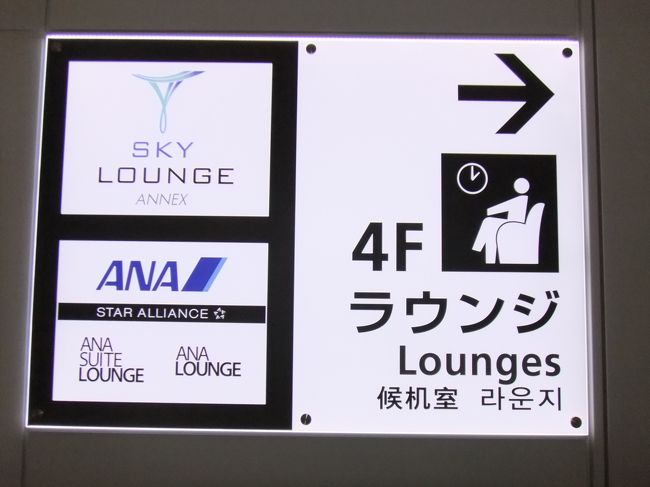 SKY
LOUNGE
ANNEX
ANA
STAR ALLIANCE
ANA
SUITE
LOUNGE
ANA
LOUNGE
4F
ラウンジ
Lounges
候机室 라운지